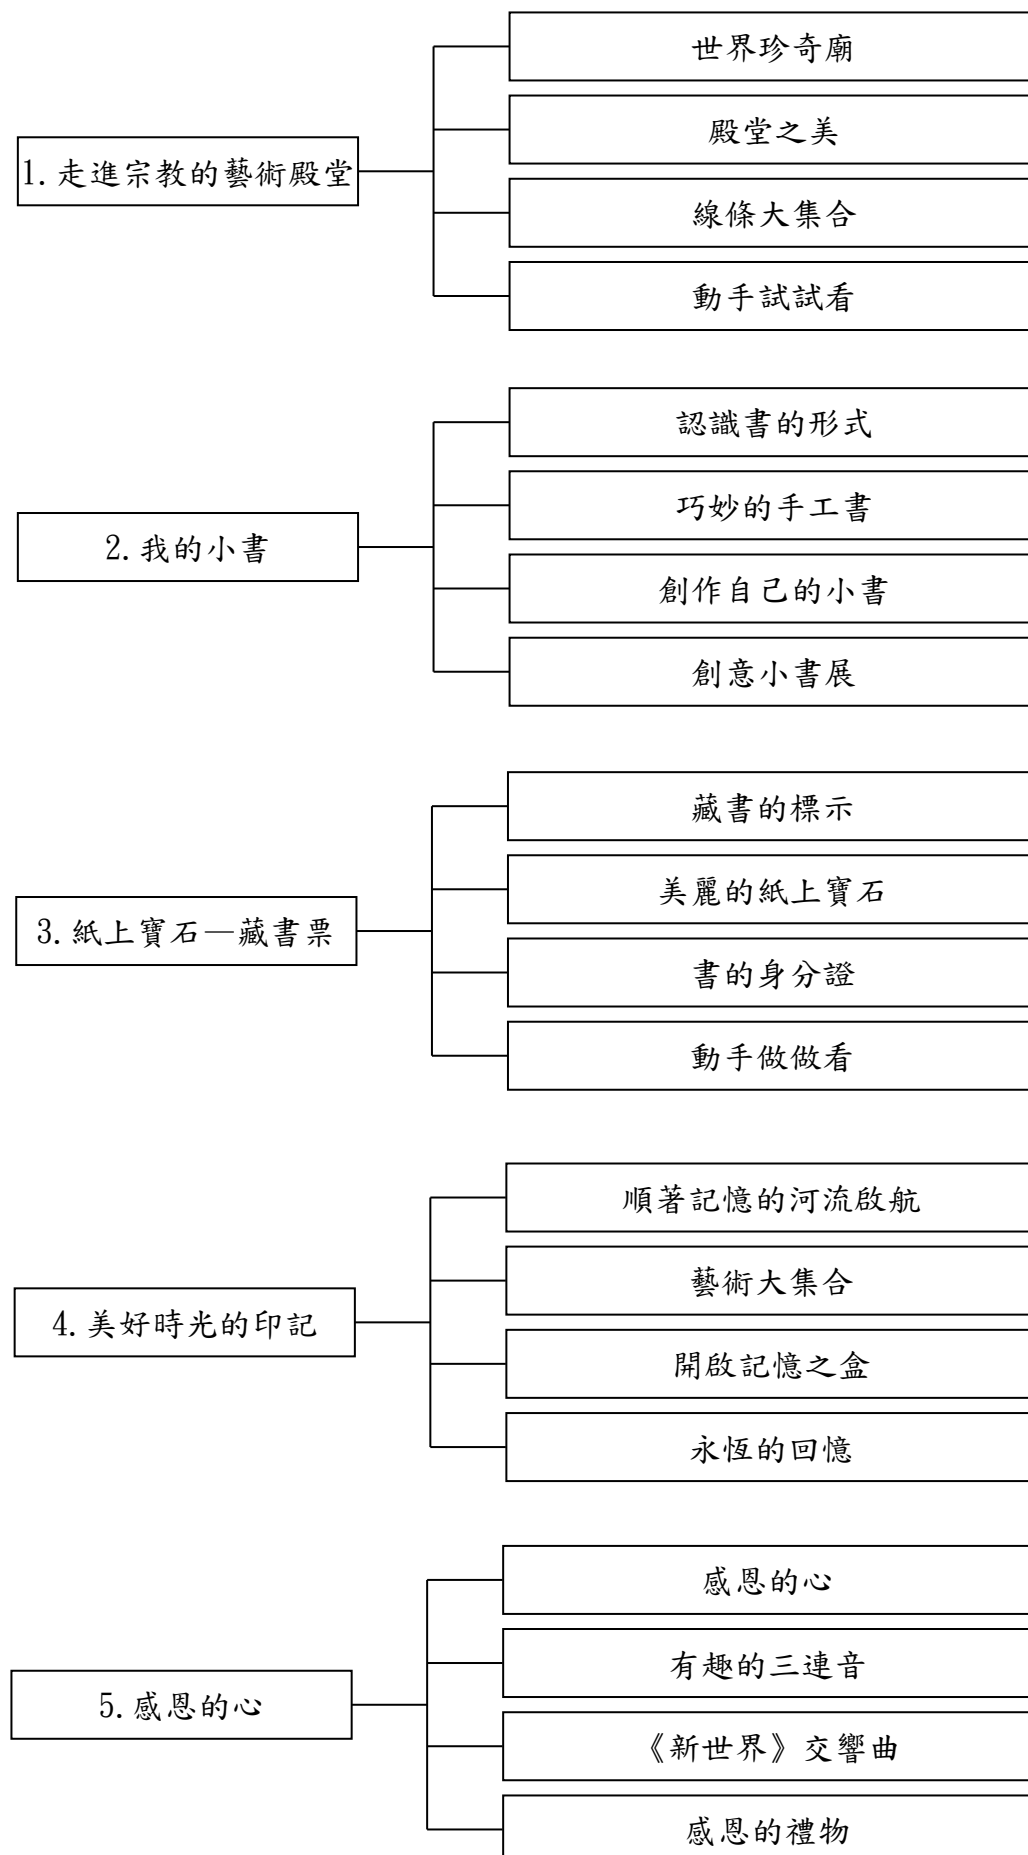 1.走進宗教的藝術殿堂
世界珍奇廟
殿堂之美
線條大集合
動手試試看
2.我的小書
認識書的形式
巧妙的手工書
創作自己的小書
創意小書展
3.紙上寶石—藏書票
藏書的標示
美麗的紙上寶石
書的身分證
動手做做看
4.美好時光的印記
順著記憶的河流啟航
藝術大集合
開啟記憶之盒
永恆的回憶
5.感恩的心
感恩的心
有趣的三連音
《新世界》交響曲
感恩的禮物